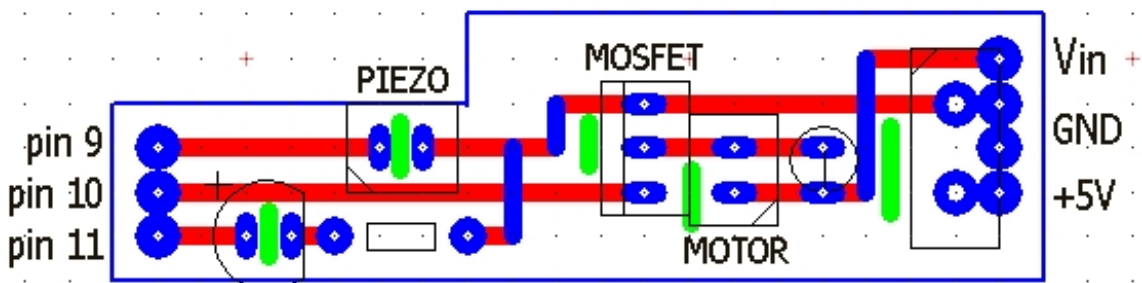 MOSFET
Vin
PIEZO
GND
pin 9
pin 10
+5V
pin 11
MOTOR